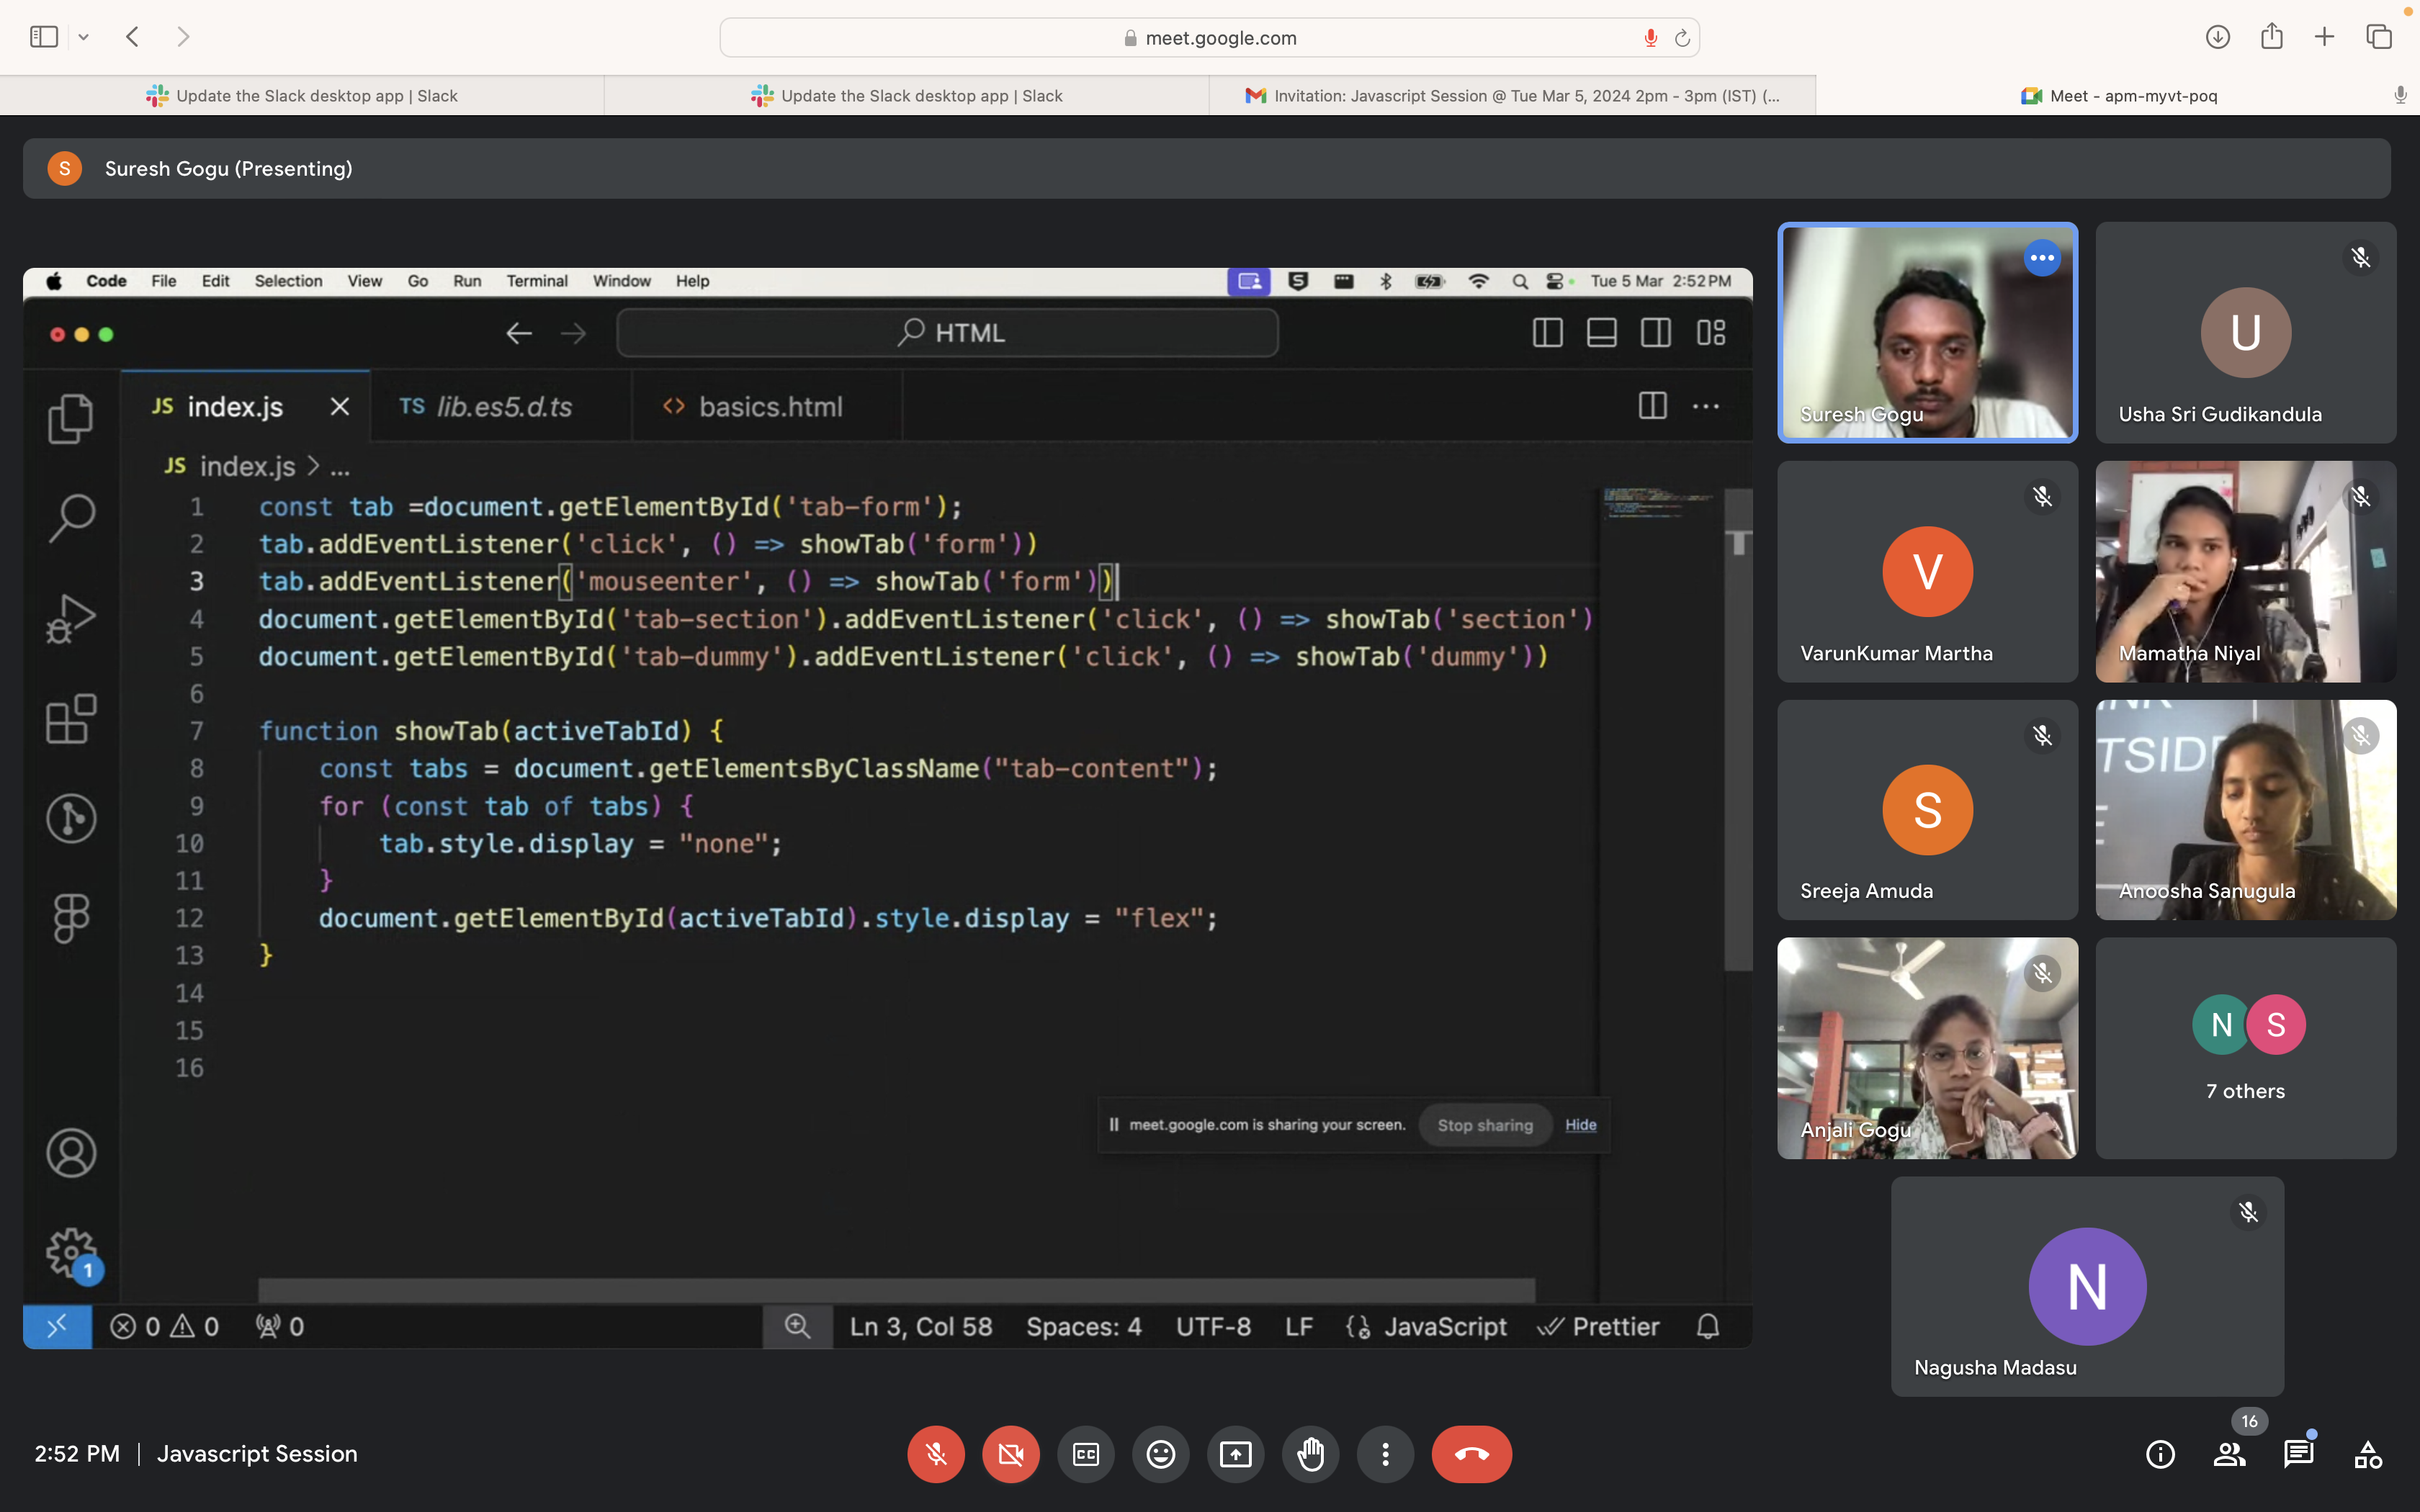 meet.google.com
Update the Slack desktop app | Slack
Update the Slack desktop app | Slack
Invitation: Javascript Session @ Tue Mar 5, 2024 2pm - 3pm (IST) (...
Meet - apm-myvt-poq
S Suresh Gogu (Presenting)
Code File Edit Selection View Go Run Terminal Window Help
Tue 5 Mar 2:52 PM
HTML
JS index.js
TS lib.es5.d.ts
<> basics.html
JS index.js > ...
1 const tab =document.getElementById('tab-form');
2 tab.addEventListener('click', () => showTab('form'))
3 tab.addEventListener('mouseenter', () => showTab('form'))
4 document.getElementById('tab-section').addEventListener('click', () => showTab('section')
5 document.getElementById('tab-dummy').addEventListener('click', () => showTab('dummy'))
6
7 function showTab(activeTabId) {
8 const tabs = document.getElementsByClassName("tab-content");
9 for (const tab of tabs) {
10 tab.style.display = "none";
11 }
12 document.getElementById(activeTabId).style.display = "flex";
13 }
14
15
16
meet.google.com is sharing your screen. Stop sharing Hide
1
0 0 0
Ln 3, Col 58 Spaces: 4 UTF-8 LF JavaScript Prettier
Suresh Gogu
U
Usha Sri Gudikandula
V
VarunKumar Martha
Mamatha Niyal
S
Sreeja Amuda
TSID
Anoosha Sanugula
Anjali Gogu
N S
7 others
N
Nagusha Madasu
2:52 PM | Javascript Session
CC
16